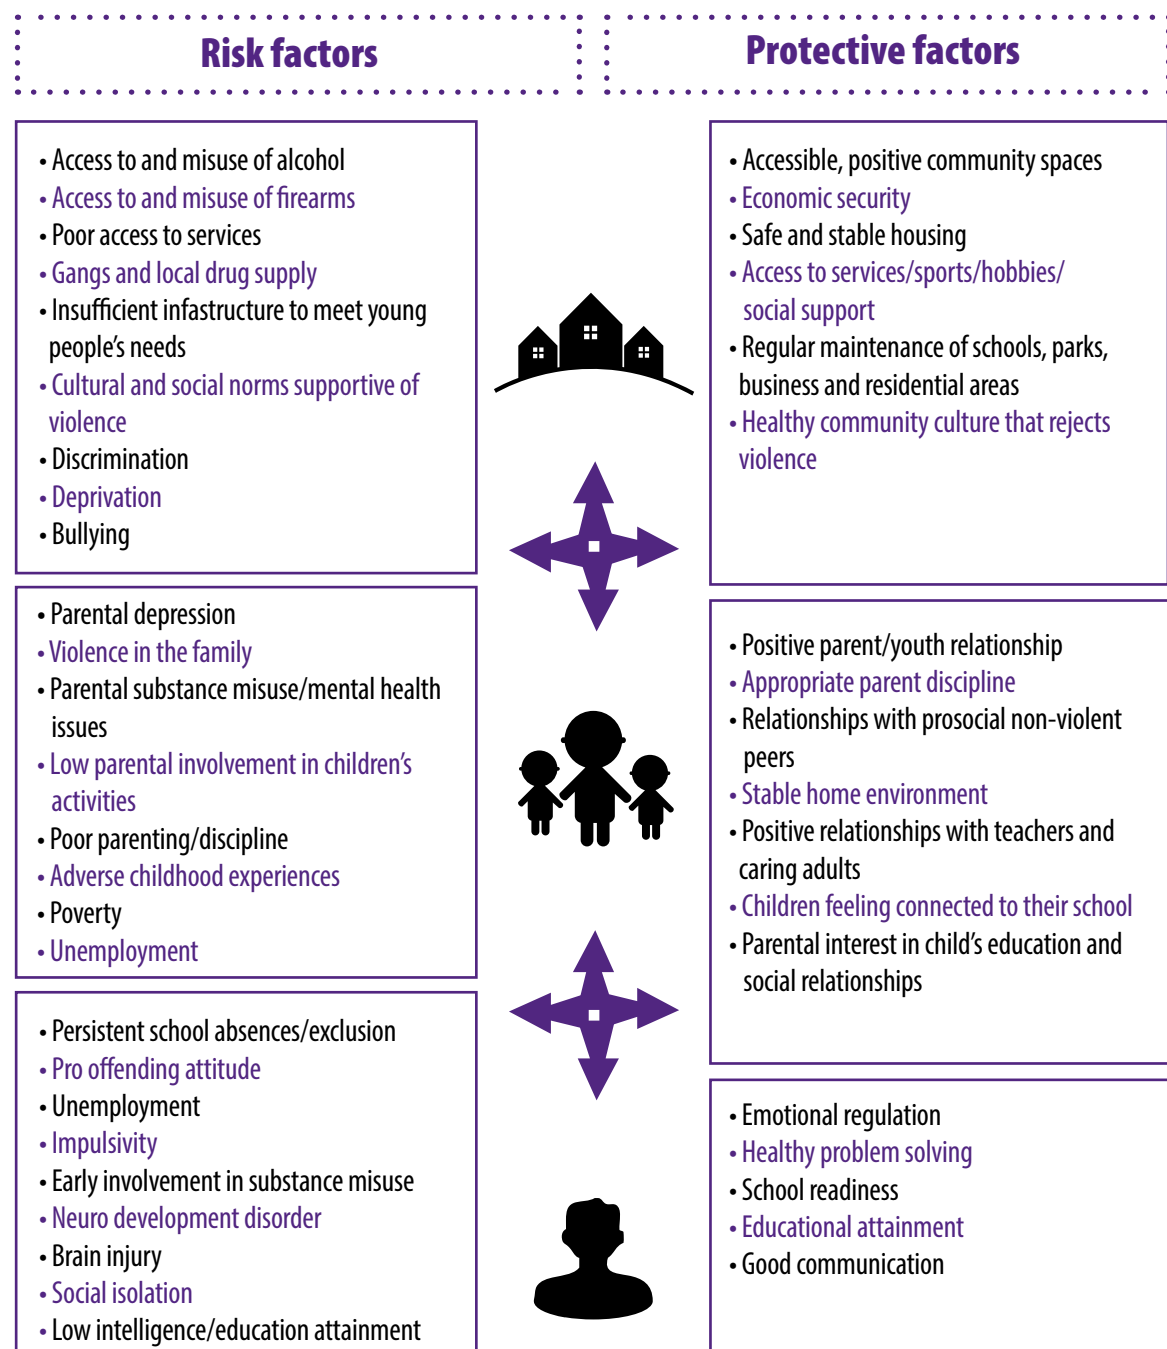 Risk factors
Protective factors
• Access to and misuse of alcohol
• Access to and misuse of firearms
• Poor access to services
• Gangs and local drug supply
• Insufficient infastructure to meet young
people's needs
• Cultural and social norms supportive of
violence
• Discrimination
• Deprivation
• Bullying
• Accessible, positive community spaces
• Economic security
• Safe and stable housing
• Access to services/sports/hobbies/
social support
• Regular maintenance of schools, parks,
business and residential areas
• Healthy community culture that rejects
violence
• Parental depression
• Violence in the family
• Parental substance misuse/mental health
issues
• Low parental involvement in children's
activities
• Poor parenting/discipline
• Adverse childhood experiences
• Poverty
• Unemployment
• Positive parent/youth relationship
• Appropriate parent discipline
• Relationships with prosocial non-violent
peers
• Stable home environment
• Positive relationships with teachers and
caring adults
• Children feeling connected to their school
• Parental interest in child's education and
social relationships
• Persistent school absences/exclusion
• Pro offending attitude
• Unemployment
• Impulsivity
• Early involvement in substance misuse
• Neuro development disorder
• Brain injury
• Social isolation
• Low intelligence/education attainment
• Emotional regulation
• Healthy problem solving
• School readiness
• Educational attainment
• Good communication